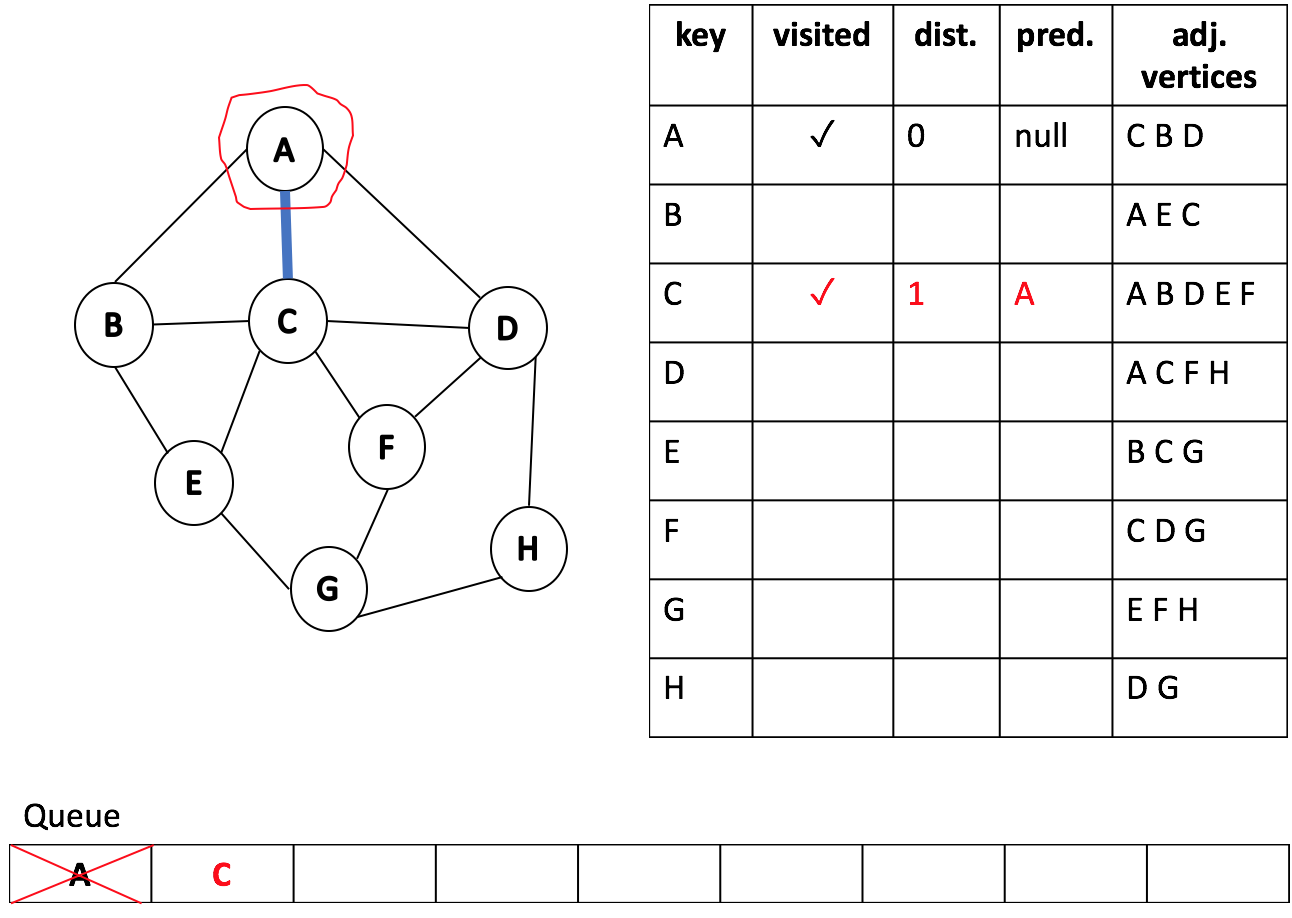 A
B
C
D
E
F
G
H
key visited dist. pred. adj. vertices
A ✓ 0 null C B D
B A E C
C ✓ 1 A A B D E F
D A C F H
E B C G
F C D G
G E F H
H D G
Queue
A C